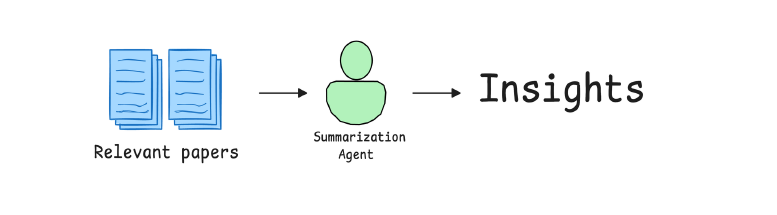 Relevant papers
Summarization
Agent
Insights